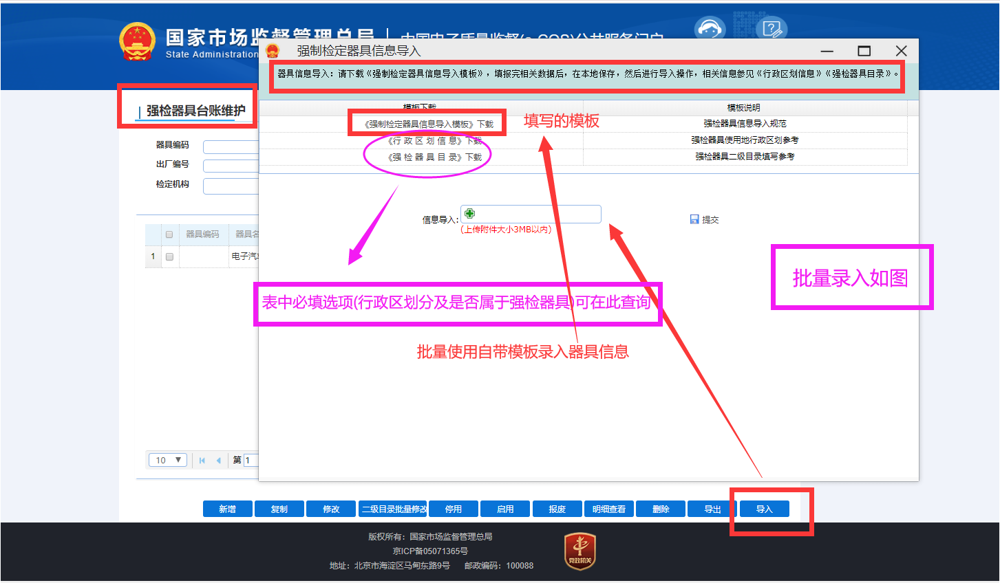 国家市场监督管理总局
State Administration
强制检定器具信息导入
器具信息导入：请下载《强制检定器具信息导入模板》，填报完相关数据后，在本地保存，然后进行导入操作，相关信息参见《行政区划信息》《强检器具目录》。
强检器具台账维护
模板下载 模板说明
《强制检定器具信息导入模板》下载 强检器具信息导入规范
填写的模板
《行政区划信息》下载 强检器具使用地行政区划参考
《强检器具目录》下载 强检器具二级目录填写参考
器具编码
出厂编号
检定机构
信息导入: 提交
(上传附件大小3MB以内)
器具编码 器具名
1 电子汽
批量录入如图
表中必填选项(行政区划分及是否属于强检器具)可在此查询
批量使用自带模板录入器具信息
10 第 1
新增 复制 修改 二级目录批量修改 停用 启用 报废 明细查看 删除 导出 导入
版权所有：国家市场监督管理总局
京ICP备05071365号
地址：北京市海淀区马甸东路9号 邮政编码：100088
党政机关